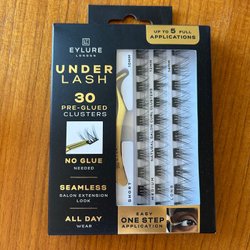 EYLURE
LONDON
UP TO 5 FULL
APPLICATIONS
UNDER
LASH
30
PRE-GLUED
CLUSTERS
NO GLUE
NEEDED
SEAMLESS
SALON EXTENSION
LOOK
ALL DAY
WEAR
SHORT
EASY
ONE STEP
APPLICATION